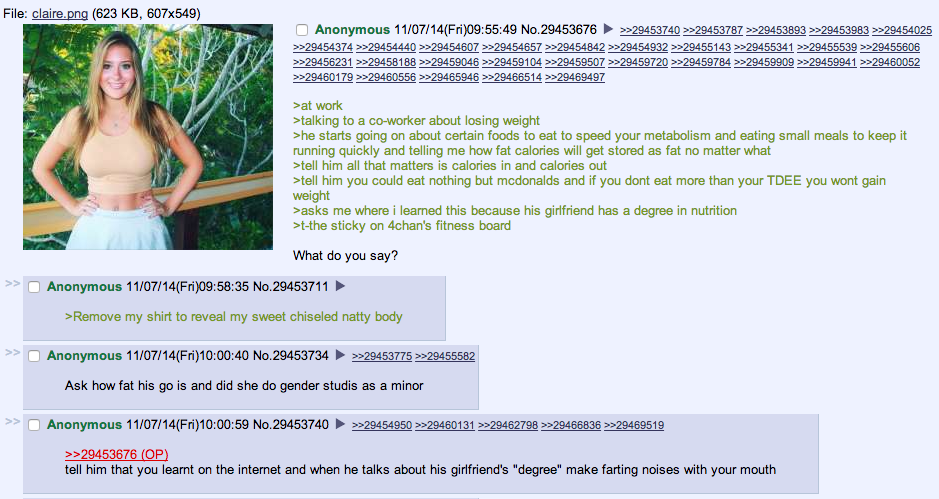 File: claire.png (623 KB, 607x549)
Anonymous 11/07/14(Fri)09:55:49 No.29453676 ▶ >>29453740 >>29453787 >>29453893 >>29453983 >>29454025
>>29454374 >>29454440 >>29454607 >>29454657 >>29454842 >>29454932 >>29455143 >>29455341 >>29455539 >>29455606
>>29456231 >>29458188 >>29459046 >>29459104 >>29459507 >>29459720 >>29459784 >>29459909 >>29459941 >>29460052
>>29460179 >>29460556 >>29465946 >>29466514 >>29469497
>at work
>talking to a co-worker about losing weight
>he starts going on about certain foods to eat to speed your metabolism and eating small meals to keep it
running quickly and telling me how fat calories will get stored as fat no matter what
>tell him all that matters is calories in and calories out
>tell him you could eat nothing but mcdonalds and if you dont eat more than your TDEE you wont gain
weight
>asks me where i learned this because his girlfriend has a degree in nutrition
>t-the sticky on 4chan's fitness board
What do you say?
>> Anonymous 11/07/14(Fri)09:58:35 No.29453711 ▶
>Remove my shirt to reveal my sweet chiseled natty body
>> Anonymous 11/07/14(Fri)10:00:40 No.29453734 ▶ >>29453775 >>29455582
Ask how fat his go is and did she do gender studis as a minor
>> Anonymous 11/07/14(Fri)10:00:59 No.29453740 ▶ >>29454950 >>29460131 >>29462798 >>29466836 >>29469519
>>29453676 (OP)
tell him that you learnt on the internet and when he talks about his girlfriend's "degree" make farting noises with your mouth